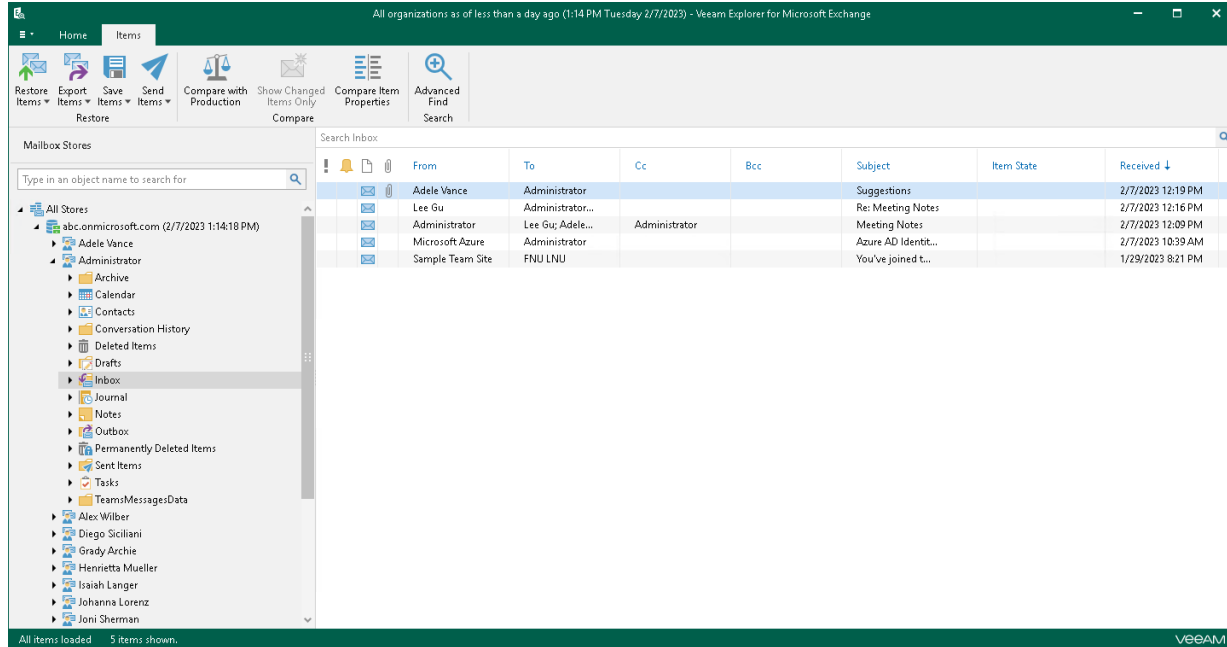 All organizations as of less than a day ago (1:14 PM Tuesday 2/7/2023) - Veeam Explorer for Microsoft Exchange
Home Items
Restore Items Export Items Save Items Send Items
Restore
Compare with Production Show Changed Items Only Compare Item Properties
Compare
Advanced Find
Search
Mailbox Stores
Type in an object name to search for
All Stores
abc.onmicrosoft.com (2/7/2023 1:14:18 PM)
Adele Vance
Administrator
Archive
Calendar
Contacts
Conversation History
Deleted Items
Drafts
Inbox
Journal
Notes
Outbox
Permanently Deleted Items
Sent Items
Tasks
TeamsMessagesData
Alex Wilber
Diego Siciliani
Grady Archie
Henrietta Mueller
Isaiah Langer
Johanna Lorenz
Joni Sherman
Search Inbox
From To Cc Bcc Subject Item State Received
Adele Vance Administrator Suggestions 2/7/2023 12:19 PM
Lee Gu Administrator... Re: Meeting Notes 2/7/2023 12:16 PM
Administrator Lee Gu; Adele... Administrator Meeting Notes 2/7/2023 12:09 PM
Microsoft Azure Administrator Azure AD Identit... 2/7/2023 10:39 AM
Sample Team Site FNU LNU You've joined t... 1/29/2023 8:21 PM
All items loaded 5 items shown.
veeam